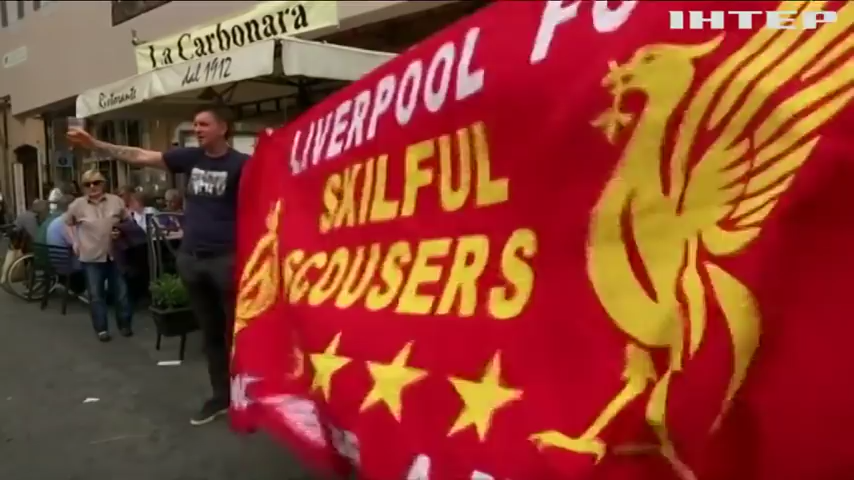 ІНТЕР
La Carbonara
dal 1912
Ristorante
LIVERPOOL FC
SKILFUL
SCOUSERS